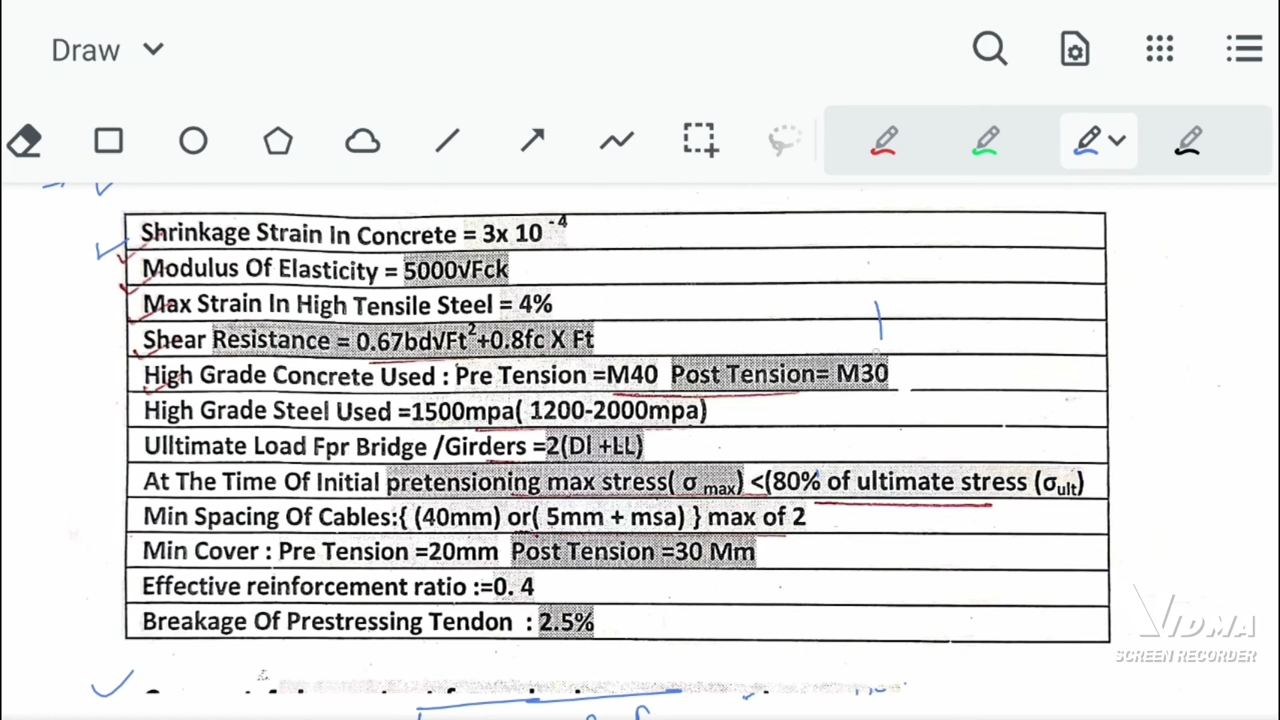 Draw
Shrinkage Strain In Concrete = 3x 10 -4
Modulus Of Elasticity = 5000√Fck
Max Strain In High Tensile Steel = 4%
Shear Resistance = 0.67bd√Ft²+0.8fc X Ft
High Grade Concrete Used : Pre Tension =M40 Post Tension= M30
High Grade Steel Used =1500mpa( 1200-2000mpa)
Ulltimate Load Fpr Bridge /Girders =2(Dl +LL)
At The Time Of Initial pretensioning max stress( σ max) <(80% of ultimate stress (σult)
Min Spacing Of Cables:{ (40mm) or( 5mm + msa) } max of 2
Min Cover : Pre Tension =20mm Post Tension =30 Mm
Effective reinforcement ratio :=0. 4
Breakage Of Prestressing Tendon : 2.5%
VIDMA
SCREEN RECORDER